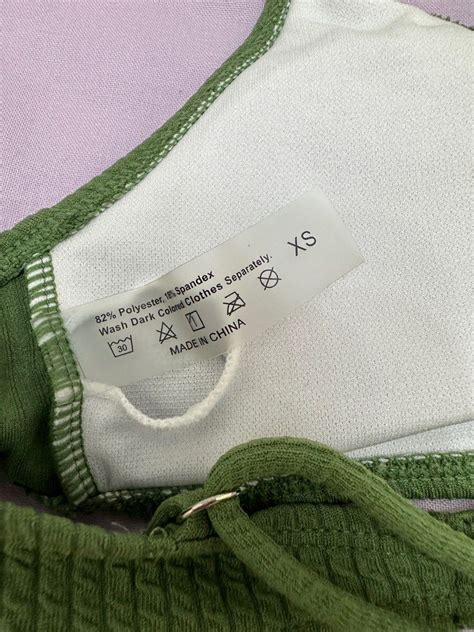 XS
82% Polyester, 18% Spandex
Wash Dark Colored Clothes Separately.
30
MADE IN CHINA